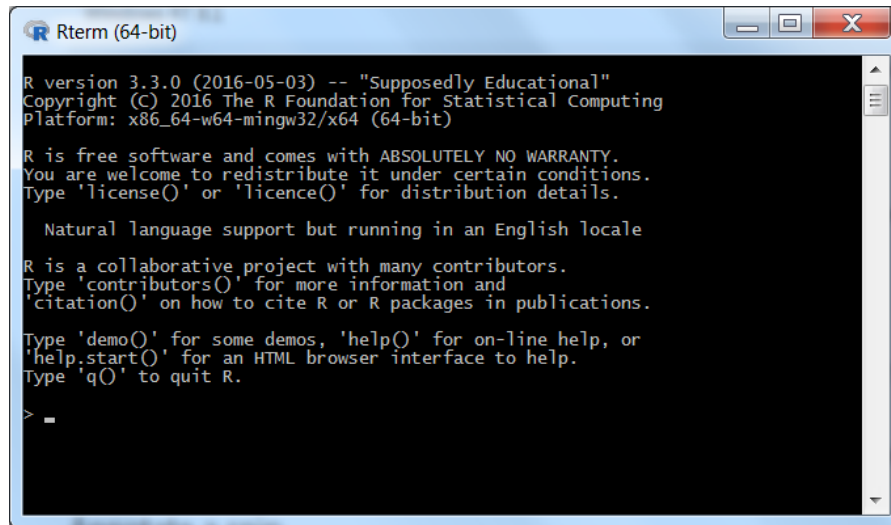 Rterm (64-bit)
R version 3.3.0 (2016-05-03) -- "Supposedly Educational"
Copyright (C) 2016 The R Foundation for Statistical Computing
Platform: x86_64-w64-mingw32/x64 (64-bit)
R is free software and comes with ABSOLUTELY NO WARRANTY.
You are welcome to redistribute it under certain conditions.
Type 'license()' or 'licence()' for distribution details.
Natural language support but running in an English locale
R is a collaborative project with many contributors.
Type 'contributors()' for more information and
'citation()' on how to cite R or R packages in publications.
Type 'demo()' for some demos, 'help()' for on-line help, or
'help.start()' for an HTML browser interface to help.
Type 'q()' to quit R.
>